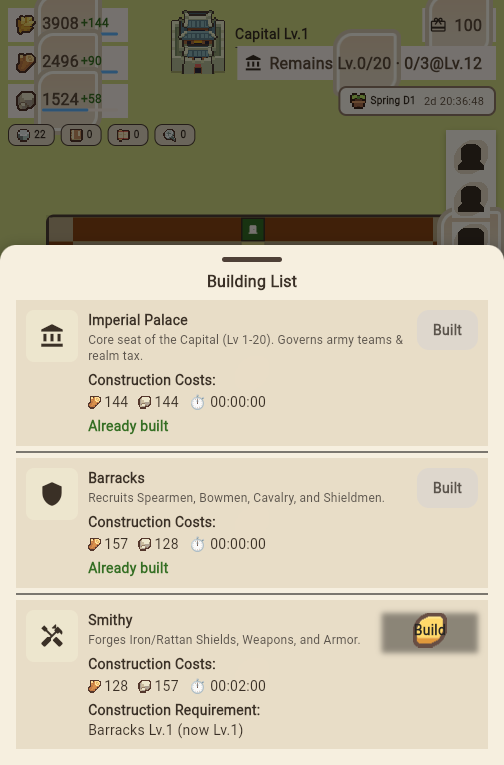 3908 +144
Capital Lv.1
100
2496 +90
Remains Lv.0/20 · 0/3@Lv.12
1524 +58
Spring D1 2d 20:36:48
22 0 0 0
Building List
Imperial Palace
Built
Core seat of the Capital (Lv 1-20). Governs army teams &
realm tax.
Construction Costs:
144 144 00:00:00
Already built
Barracks
Built
Recruits Spearmen, Bowmen, Cavalry, and Shieldmen.
Construction Costs:
157 128 00:00:00
Already built
Smithy
Build
Forges Iron/Rattan Shields, Weapons, and Armor.
Construction Costs:
128 157 00:02:00
Construction Requirement:
Barracks Lv.1 (now Lv.1)